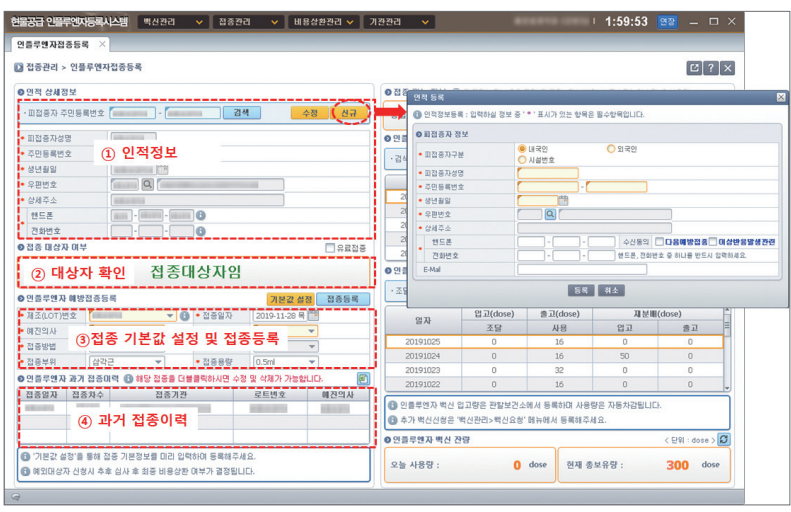 현물공급 인플루엔자등록시스템 백신관리 접종관리 비용상환관리 기관관리 1:59:53 연장
인플루엔자접종등록
접종관리 > 인플루엔자접종등록
인적 상세정보
피접종자 주민등록번호 - 검색 수정 신규
피접종자성명
주민등록번호
생년월일
우편번호
상세주소
핸드폰
전화번호
① 인적정보
접종 대상자 여부 유료접종
② 대상자 확인 접종대상자임
인플루엔자 예방접종등록 기본값 설정 접종등록
제조(LOT)번호 접종일자 2019-11-28 목
예진의사
접종방법
접종부위 삼각근 접종용량 0.5ml
③접종 기본값 설정 및 접종등록
인플루엔자 과거 접종이력 해당 접종을 더블클릭하시면 수정 및 삭제가 가능합니다.
접종일자 접종차수 접종기관 로트번호 예진의사
④ 과거 접종이력
'기본값 설정'을 통해 접종 기본정보를 미리 입력하여 등록해주세요.
예외대상자 신청시 추후 심사 후 최종 비용상환 여부가 결정됩니다.
인적 등록
인적정보등록 : 입력하실 정보 중 ' * ' 표시가 있는 항목은 필수항목입니다.
피접종자 정보
피접종자구분 내국인 외국인
시설번호
피접종자성명
주민등록번호 -
생년월일
우편번호
상세주소
핸드폰 - - 수신동의 다음예방접종 이상반응발생관련
전화번호 - - 핸드폰, 전화번호 중 하나를 반드시 입력하세요.
E-Mail
등록 취소
일자 입고(dose) 출고(dose) 재분배(dose)
조달 사용 입고 출고
20191025 0 16 0 0
20191024 0 16 50 0
20191023 0 32 0 0
20191022 0 16 0 0
인플루엔자 백신 입고량은 관할보건소에서 등록하며 사용량은 자동차감됩니다.
추가 백신신청은 '백신관리>백신요청' 메뉴에서 등록해주세요.
인플루엔자 백신 잔량 < 단위 : dose >
오늘 사용량 : 0 dose 현재 총보유량 : 300 dose